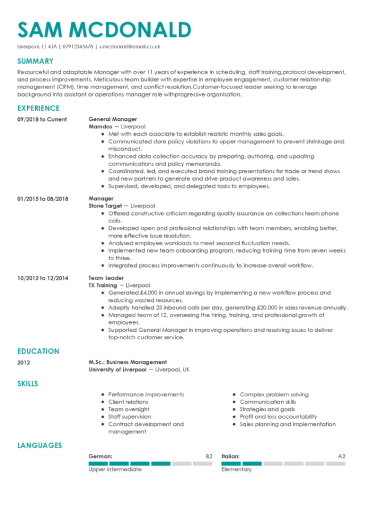 SAM MCDONALD
Liverpool, L1 4JA | 07912345678 | s.mcdonald@email.co.uk
SUMMARY
Resourceful and adaptable Manager with over 11 years of experience in scheduling, staff training, protocol development,
and process improvements. Meticulous team builder with expertise in employee engagement, customer relationship
management (CRM), time management, and conflict resolution. Customer-focused leader seeking to leverage
background into assistant or operations manager role withprogresive organisation.
EXPERIENCE
09/2018 to Current
General Manager
Mamdos — Liverpool
Met with each associate to establish realistic monthly sales goals.
Communicated store policy violations to upper management to prevent shrinkage and
misconduct.
Enhanced data collection accuracy by preparing, authoring, and updating
communications and policy memoranda.
Coordinated, led, and executed brand training presentations for trade or trend shows
and new partners to generate and drive product awareness and sales.
Supervised, developed, and delegated tasks to employees.
01/2015 to 08/2018
Manager
Stone Target — Liverpool
Offered constructive criticism regarding quality assurance on collections team phone
calls.
Developed open and professional relationships with team members, enabling better,
more effective issue resolution.
Analysed employee workloads to meet seasonal fluctuation needs.
Implemented new team onboarding program, reducing training time from seven weeks
to three.
Integrated process improvements continuously to increase overall workflow.
10/2012 to 12/2014
Team Leader
TX Training — Liverpool
Generated £4,000 in annual savings by implementing a new workflow process and
reducing wasted resources.
Adeptly handled 23 inbound calls per day, generating £20,000 in sales revenue annually.
Managed team of 12, overseeing the hiring, training, and professional growth of
employees.
Supported General Manager in improving operations and resolving issues to deliver
top-notch customer service.
EDUCATION
2012
M.Sc.: Business Management
University of Liverpool — Liverpool, UK
SKILLS
Performance improvements
Client relations
Team oversight
Staff supervision
Contract development and
management
Complex problem solving
Communication skills
Strategies and goals
Profit and loss accountability
Sales planning and implementation
LANGUAGES
German: B2
Upper intermediate
Italian: A2
Elementary